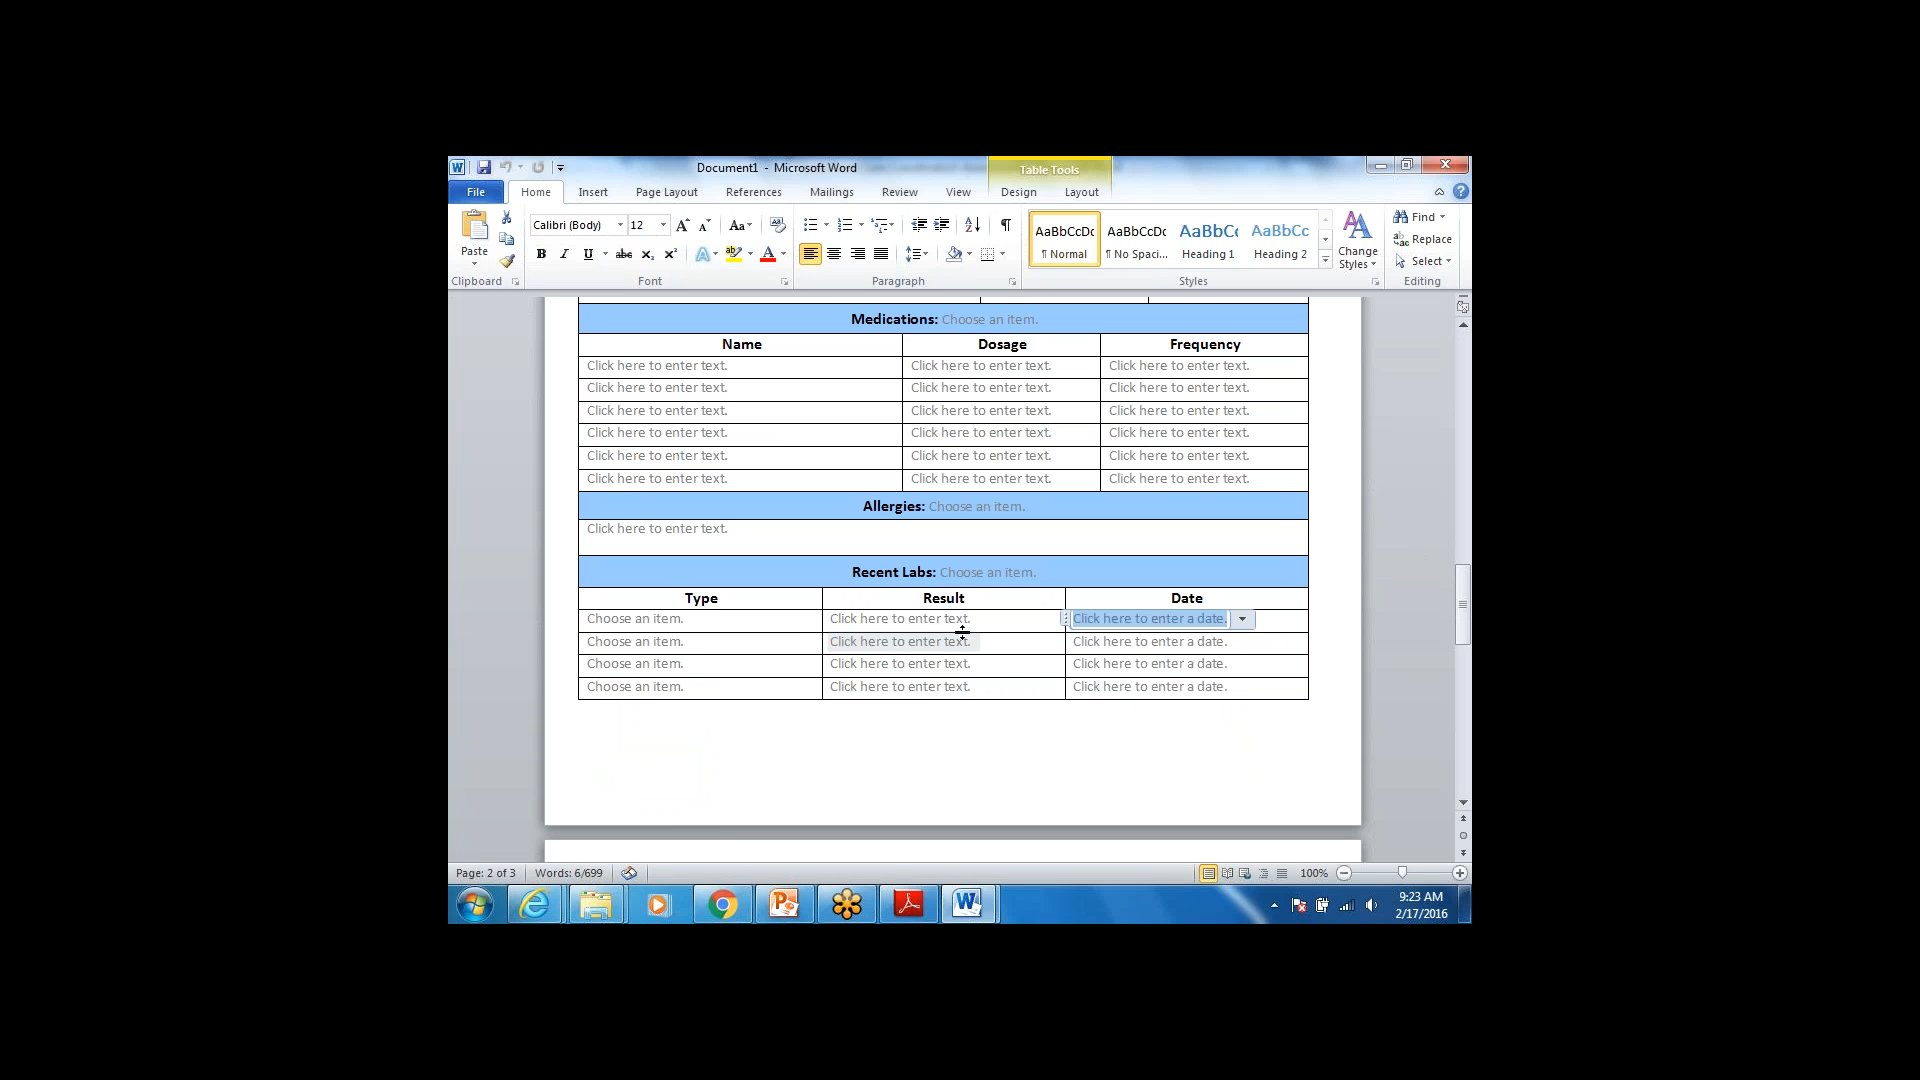 Document1 - Microsoft Word
Table Tools
File Home Insert Page Layout References Mailings Review View Design Layout
Calibri (Body) 12 Aa
Paste
B I U abc x₂ x² A ab A
AaBbCcDc AaBbCcDc AaBbC AaBbCc
¶ Normal ¶ No Spaci... Heading 1 Heading 2
Change Styles
Find
Replace
Select
Clipboard Font Paragraph Styles Editing
Medications: Choose an item.
Name Dosage Frequency
Click here to enter text. Click here to enter text. Click here to enter text.
Click here to enter text. Click here to enter text. Click here to enter text.
Click here to enter text. Click here to enter text. Click here to enter text.
Click here to enter text. Click here to enter text. Click here to enter text.
Click here to enter text. Click here to enter text. Click here to enter text.
Click here to enter text. Click here to enter text. Click here to enter text.
Allergies: Choose an item.
Click here to enter text.
Recent Labs: Choose an item.
Type Result Date
Choose an item. Click here to enter text. Click here to enter a date.
Choose an item. Click here to enter text. Click here to enter a date.
Choose an item. Click here to enter text. Click here to enter a date.
Choose an item. Click here to enter text. Click here to enter a date.
Page: 2 of 3 Words: 6/699 100%
9:23 AM
2/17/2016